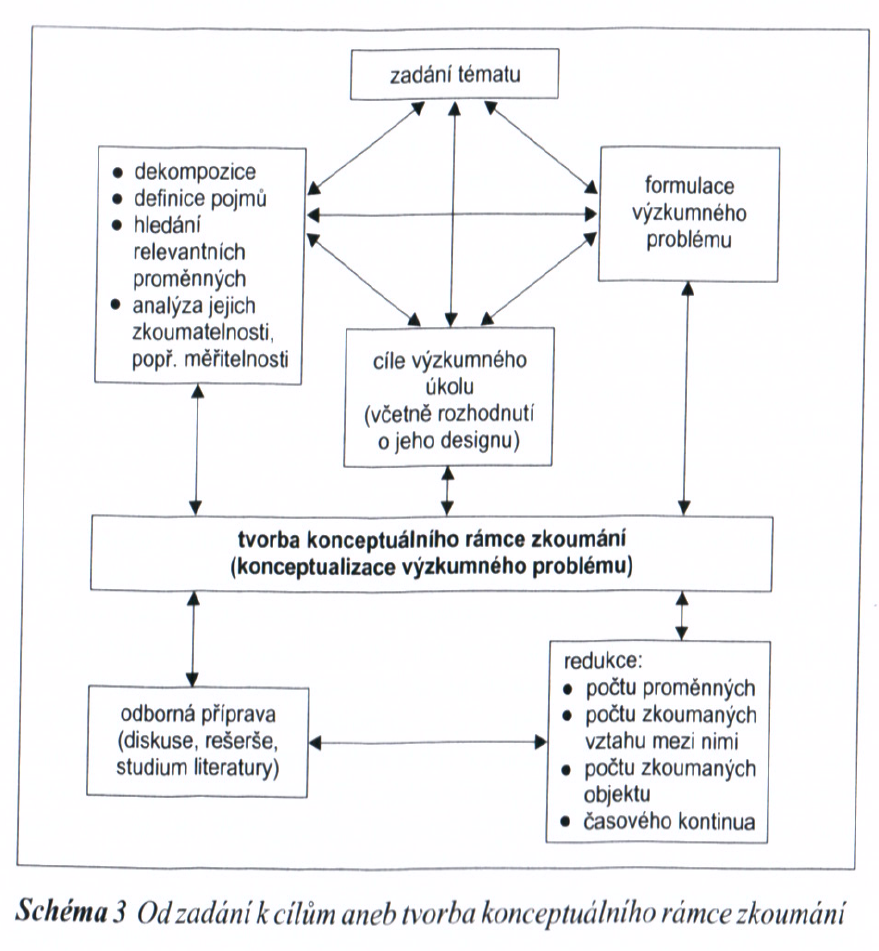 zadání tématu
● dekompozice
● definice pojmů
● hledání
relevantních
proměnných
● analýza jejich
zkoumatelnosti,
popř. měřitelnosti
formulace
výzkumného
problému
cíle výzkumného
úkolu
(včetně rozhodnutí
o jeho designu)
tvorba konceptuálního rámce zkoumání
(konceptualizace výzkumného problému)
odborná příprava
(diskuse, rešerše,
studium literatury)
redukce:
● počtu proměnných
● počtu zkoumaných
vztahu mezi nimi
● počtu zkoumaných
objektu
● časového kontinua
Schéma 3 Od zadání k cílům aneb tvorba konceptuálního rámce zkoumání